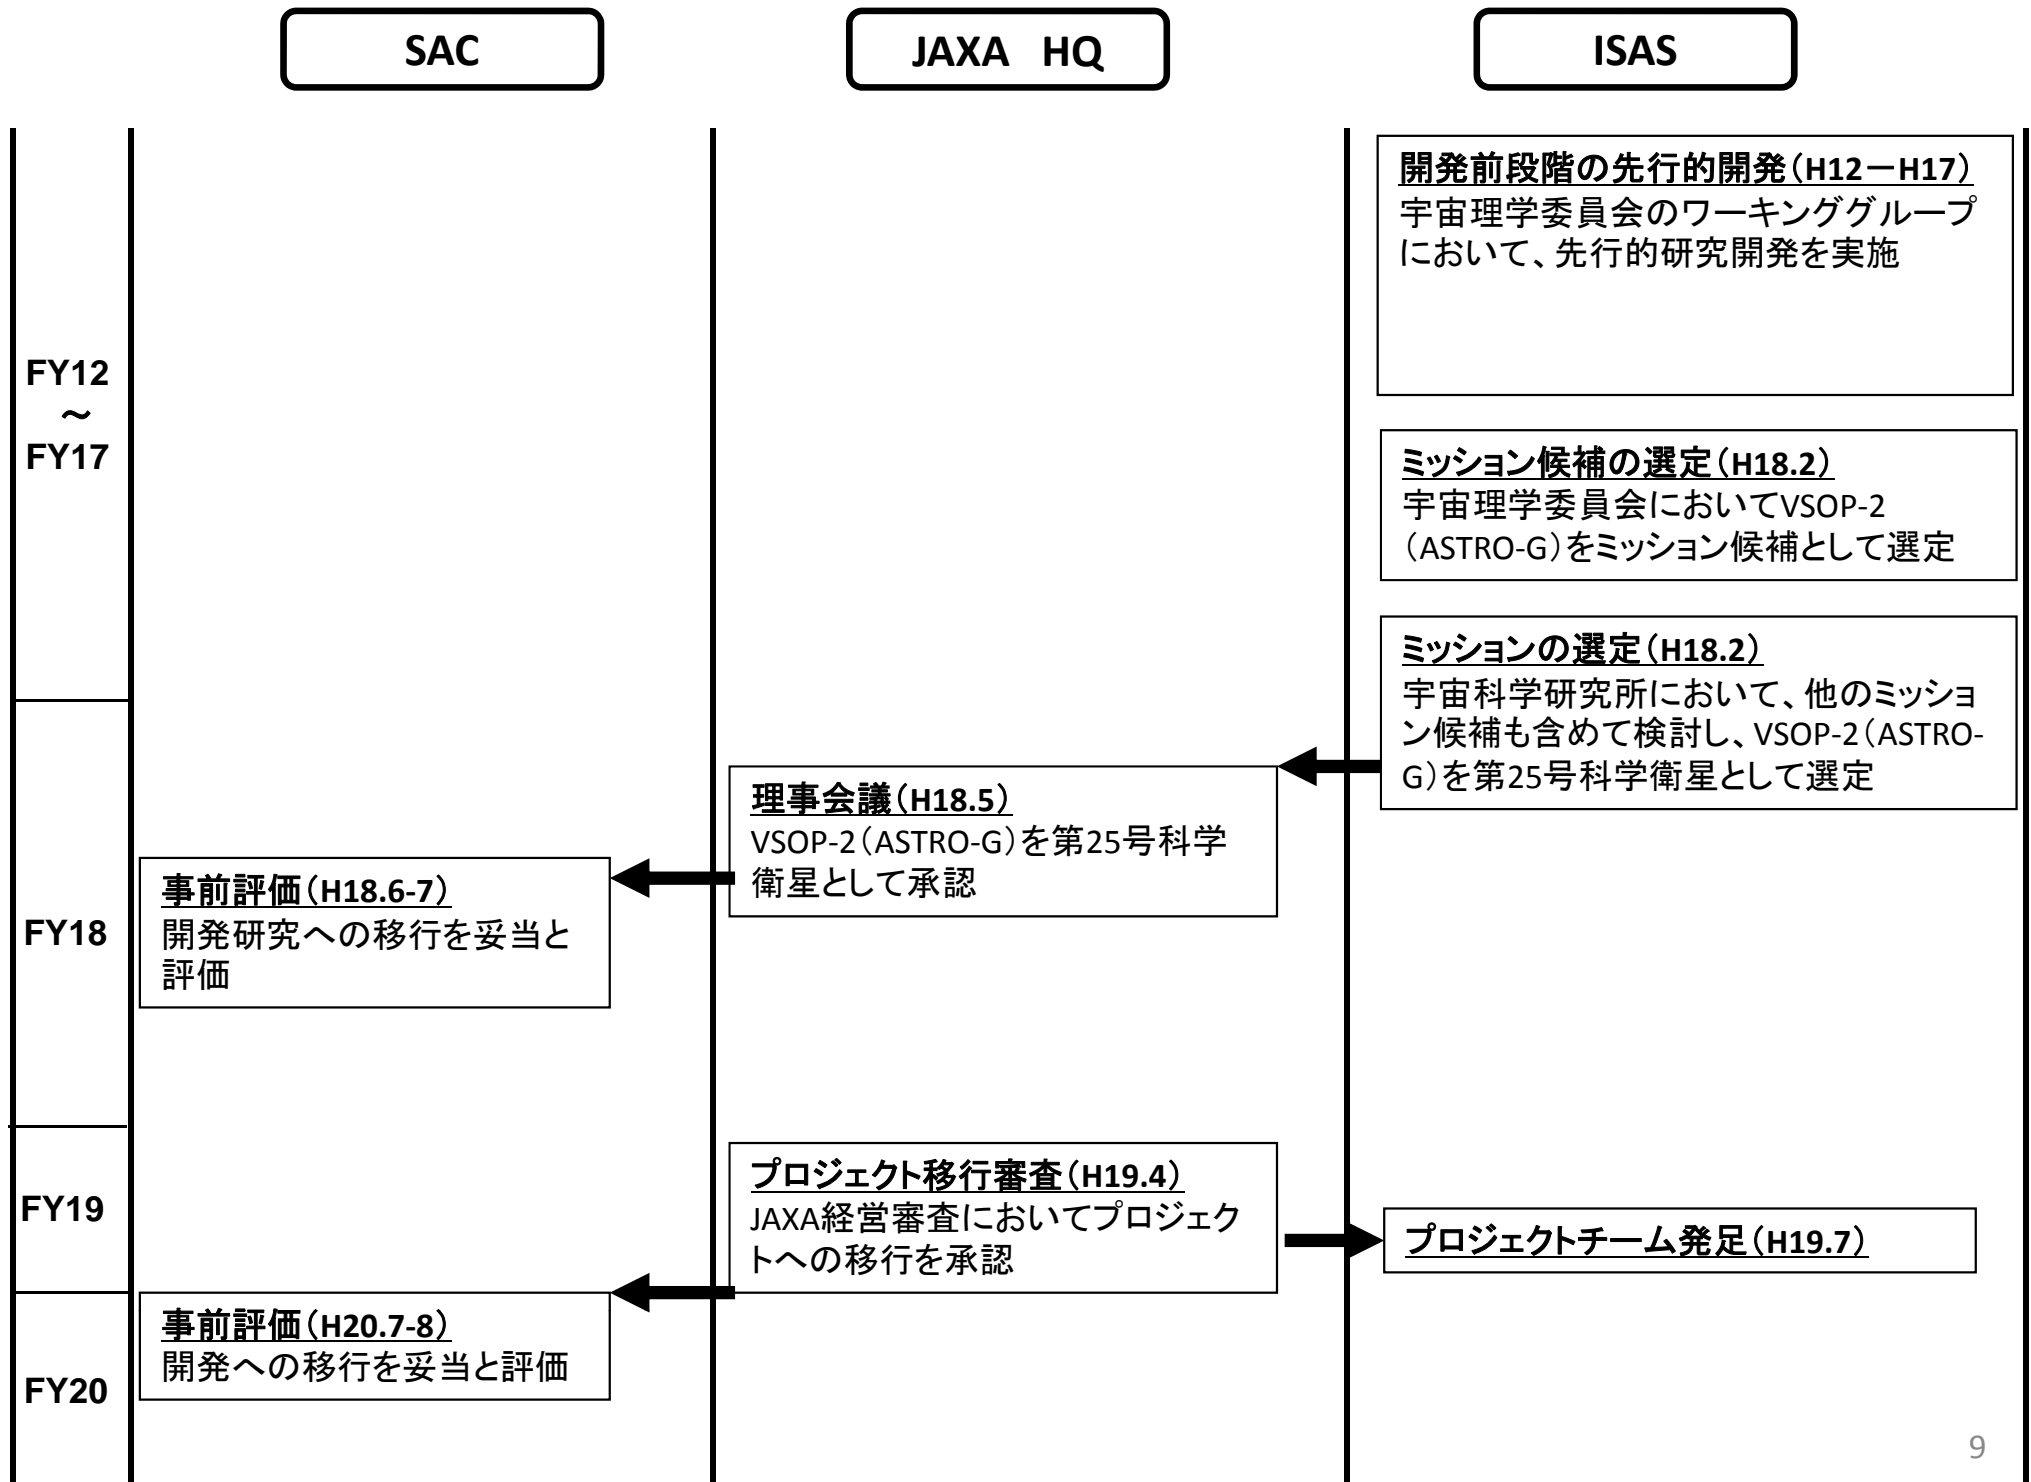 SAC
JAXA HQ
ISAS
FY12
～
FY17
開発前段階の先行的開発（H12－H17）
宇宙理学委員会のワーキンググループ
において、先行的研究開発を実施
ミッション候補の選定（H18.2）
宇宙理学委員会においてVSOP-2
（ASTRO-G）をミッション候補として選定
ミッションの選定（H18.2）
宇宙科学研究所において、他のミッショ
ン候補も含めて検討し、VSOP-2（ASTRO-
G）を第25号科学衛星として選定
FY18
理事会議（H18.5）
VSOP-2（ASTRO-G）を第25号科学
衛星として承認
事前評価（H18.6-7）
開発研究への移行を妥当と
評価
FY19
プロジェクト移行審査（H19.4）
JAXA経営審査においてプロジェク
トへの移行を承認
プロジェクトチーム発足（H19.7）
FY20
事前評価（H20.7-8）
開発への移行を妥当と評価
9